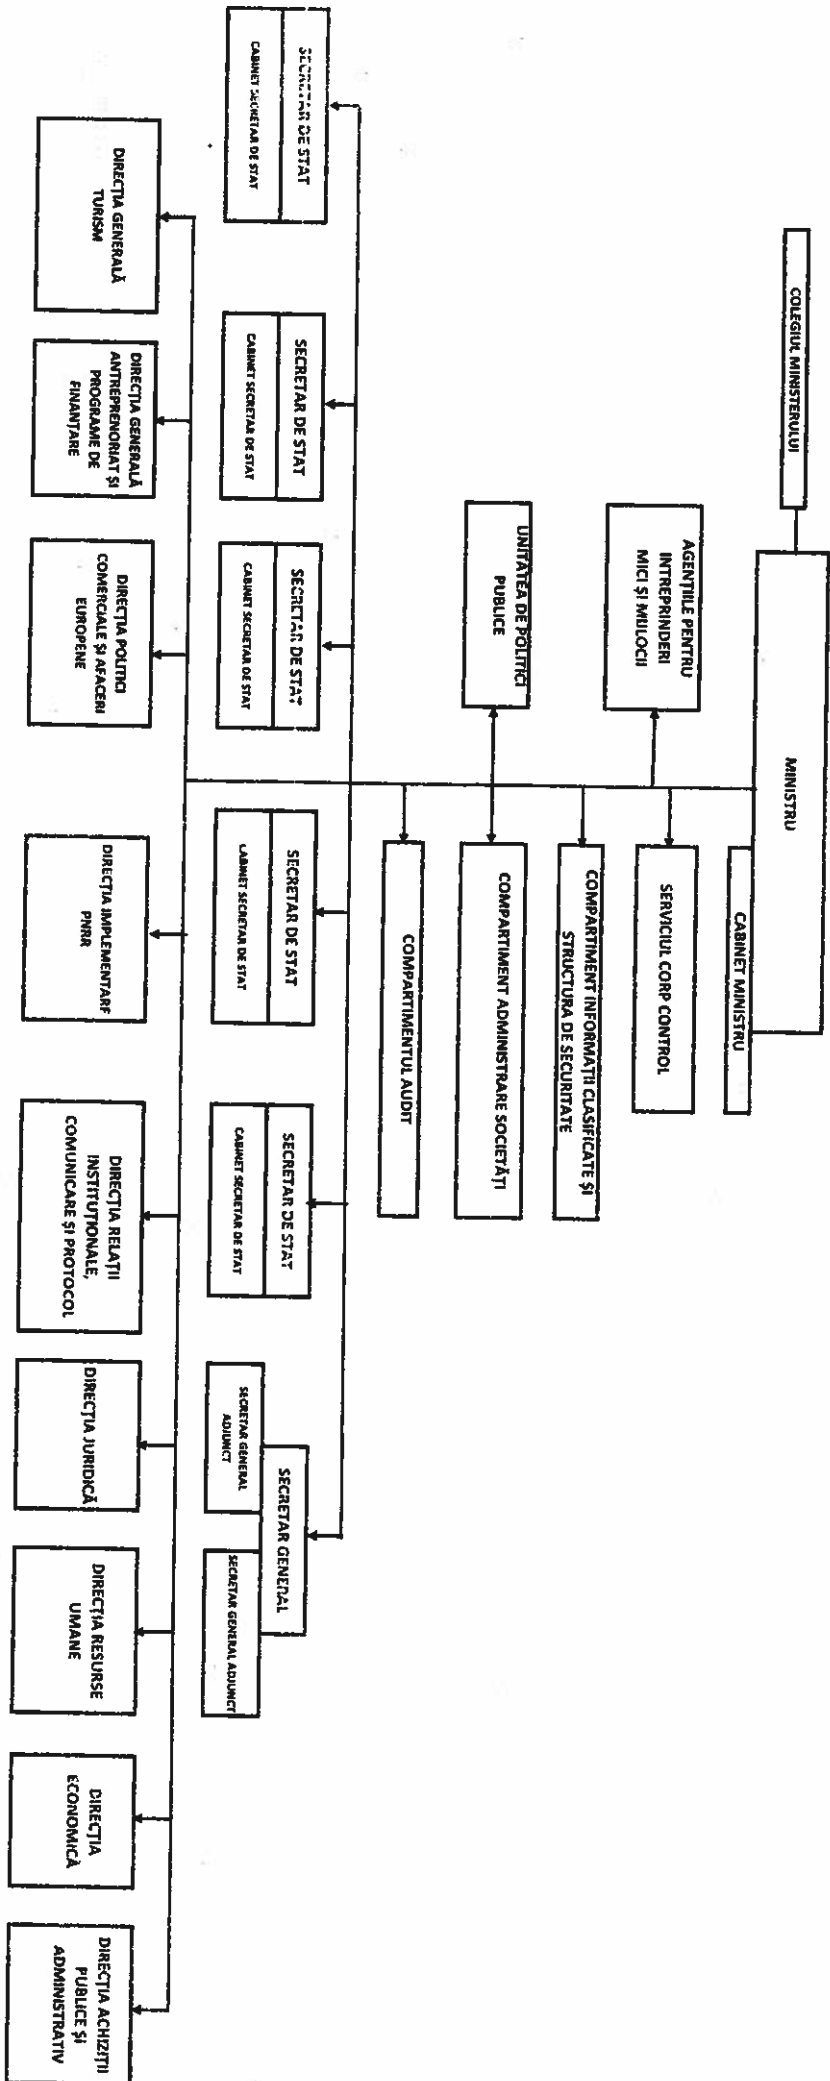 COLEGIUL MINISTERULUI
MINISTRU
CABINET MINISTRU
AGENȚIILE PENTRU
INTREPRINDERI
MICI ȘI MIJLOCII
SERVICIUL CORP CONTROL
COMPARTIMENT INFORMAȚII CLASIFICATE ȘI
STRUCTURA DE SECURITATE
UNITATEA DE POLITICI
PUBLICE
COMPARTIMENT ADMINISTRARE SOCIETĂȚI
COMPARTIMENTUL AUDIT
SECRETAR DE STAT
CABINET SECRETAR DE STAT
SECRETAR DE STAT
CABINET SECRETAR DE STAT
SECRETAR DE STAT
CABINET SECRETAR DE STAT
SECRETAR DE STAT
CABINET SECRETAR DE STAT
SECRETAR DE STAT
CABINET SECRETAR DE STAT
SECRETAR GENERAL
SECRETAR GENERAL
ADJUNCT
SECRETAR GENERAL ADJUNCT
DIRECȚIA GENERALĂ
TURISM
DIRECȚIA GENERALĂ
ANTREPRENORIAT ȘI
PROGRAME DE
FINANȚARE
DIRECȚIA POLITICI
COMERCIALE ȘI AFACERI
EUROPENE
DIRECȚIA IMPLEMENTARE
PNRR
DIRECȚIA RELAȚII
INSTITUȚIONALE,
COMUNICARE ȘI PROTOCOL
DIRECȚIA JURIDICĂ
DIRECȚIA RESURSE
UMANE
DIRECȚIA
ECONOMICĂ
DIRECȚIA ACHIZIȚII
PUBLICE ȘI
ADMINISTRATIV